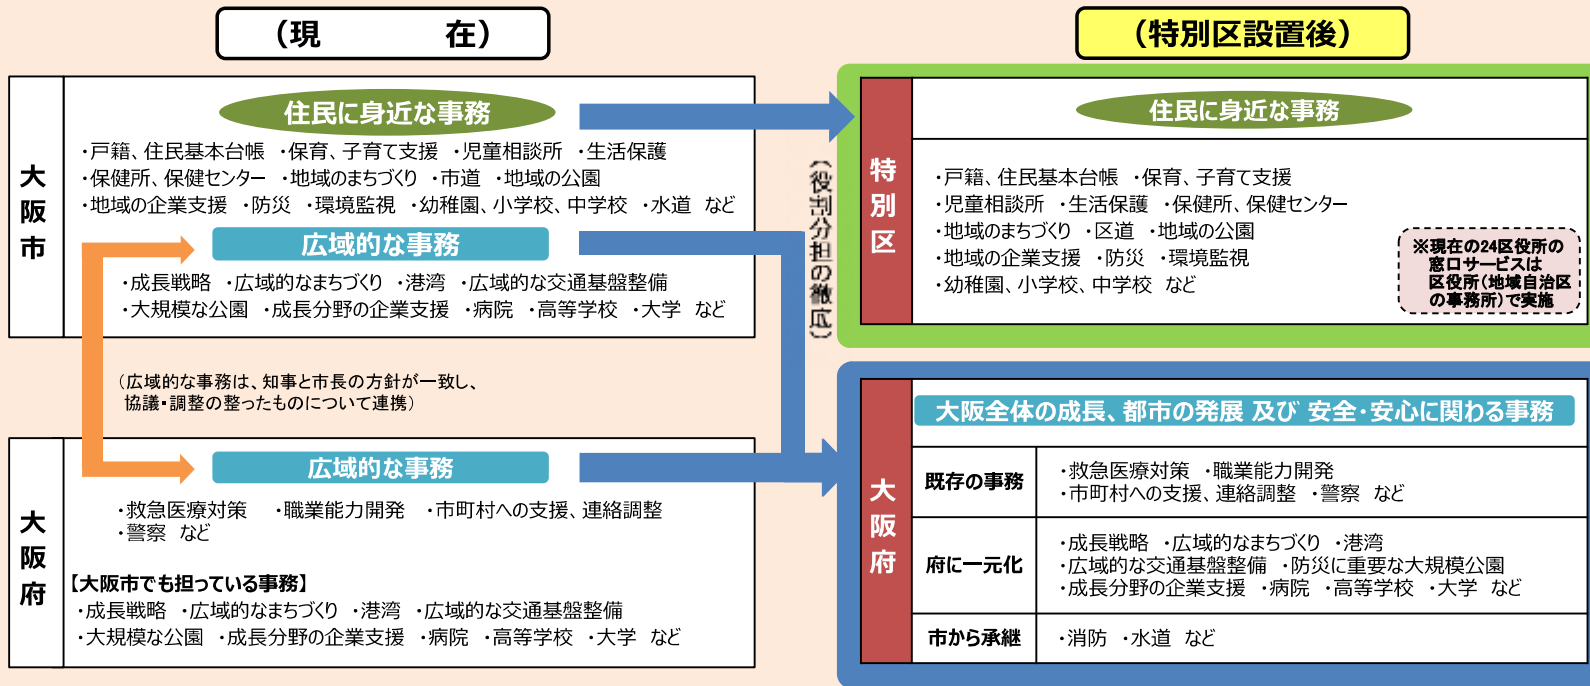 （現　　　　在）
大阪市
住民に身近な事務
・戸籍、住民基本台帳 ・保育、子育て支援 ・児童相談所 ・生活保護
・保健所、保健センター ・地域のまちづくり ・市道 ・地域の公園
・地域の企業支援 ・防災 ・環境監視 ・幼稚園、小学校、中学校 ・水道 など
広域的な事務
・成長戦略 ・広域的なまちづくり ・港湾 ・広域的な交通基盤整備
・大規模な公園 ・成長分野の企業支援 ・病院 ・高等学校 ・大学 など
（広域的な事務は、知事と市長の方針が一致し、
協議・調整の整ったものについて連携）
大阪府
広域的な事務
・救急医療対策 ・職業能力開発 ・市町村への支援、連絡調整
・警察 など
【大阪市でも担っている事務】
・成長戦略 ・広域的なまちづくり ・港湾 ・広域的な交通基盤整備
・大規模な公園 ・成長分野の企業支援 ・病院 ・高等学校 ・大学 など
（役割分担の徹底）
（特別区設置後）
特別区
住民に身近な事務
・戸籍、住民基本台帳 ・保育、子育て支援
・児童相談所 ・生活保護 ・保健所、保健センター
・地域のまちづくり ・区道 ・地域の公園
・地域の企業支援 ・防災 ・環境監視
・幼稚園、小学校、中学校 など
※現在の24区役所の
窓口サービスは
区役所（地域自治区
の事務所）で実施
大阪府
大阪全体の成長、都市の発展 及び 安全・安心に関わる事務
既存の事務
・救急医療対策 ・職業能力開発
・市町村への支援、連絡調整 ・警察 など
府に一元化
・成長戦略 ・広域的なまちづくり ・港湾
・広域的な交通基盤整備 ・防災に重要な大規模公園
・成長分野の企業支援 ・病院 ・高等学校 ・大学 など
市から承継
・消防 ・水道 など